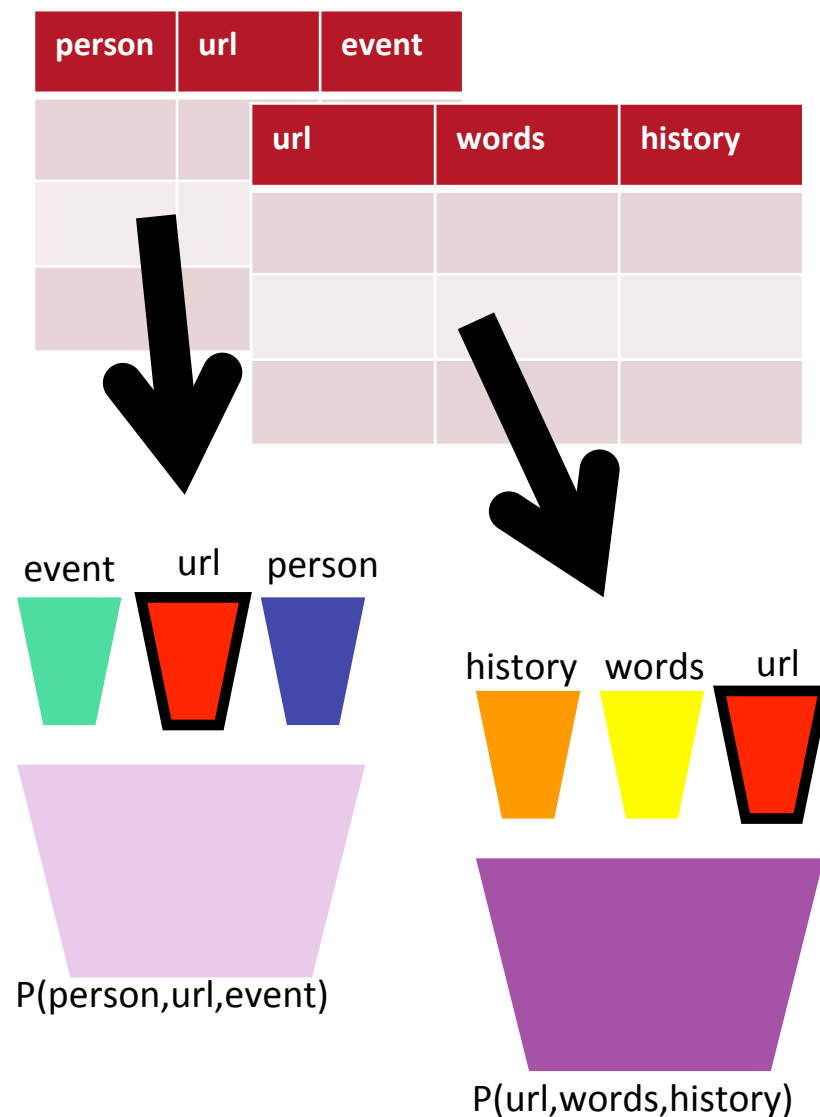 person url event
url words history
event url person
history words url
P(person,url,event)
P(url,words,history)